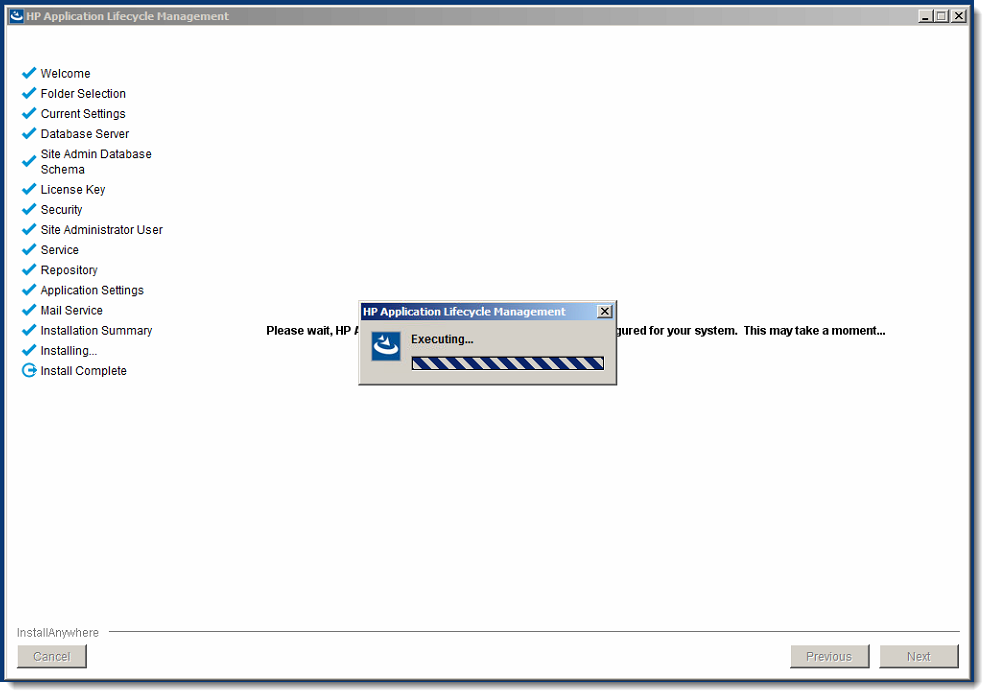 HP Application Lifecycle Management
Welcome
Folder Selection
Current Settings
Database Server
Site Admin Database
Schema
License Key
Security
Site Administrator User
Service
Repository
Application Settings
Mail Service
Installation Summary
Installing...
Install Complete
HP Application Lifecycle Management
Executing...
Please wait, HP for your system. This may take a moment...
InstallAnywhere
Cancel
Previous
Next